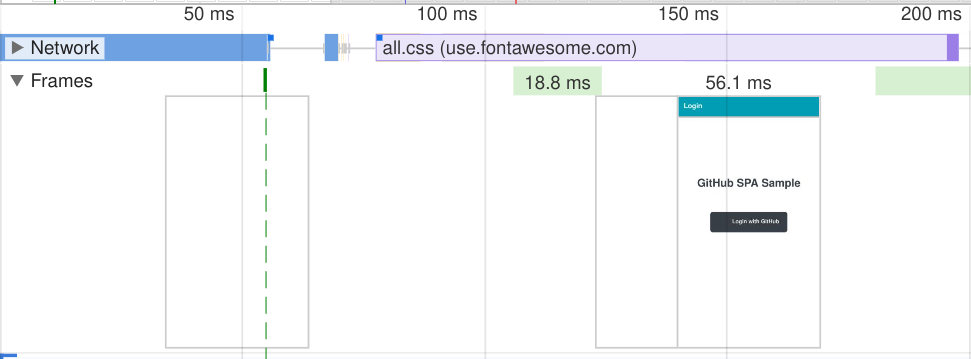 50 ms 100 ms 150 ms 200 ms
Network all.css (use.fontawesome.com)
Frames 18.8 ms 56.1 ms
Login
GitHub SPA Sample
Login with GitHub